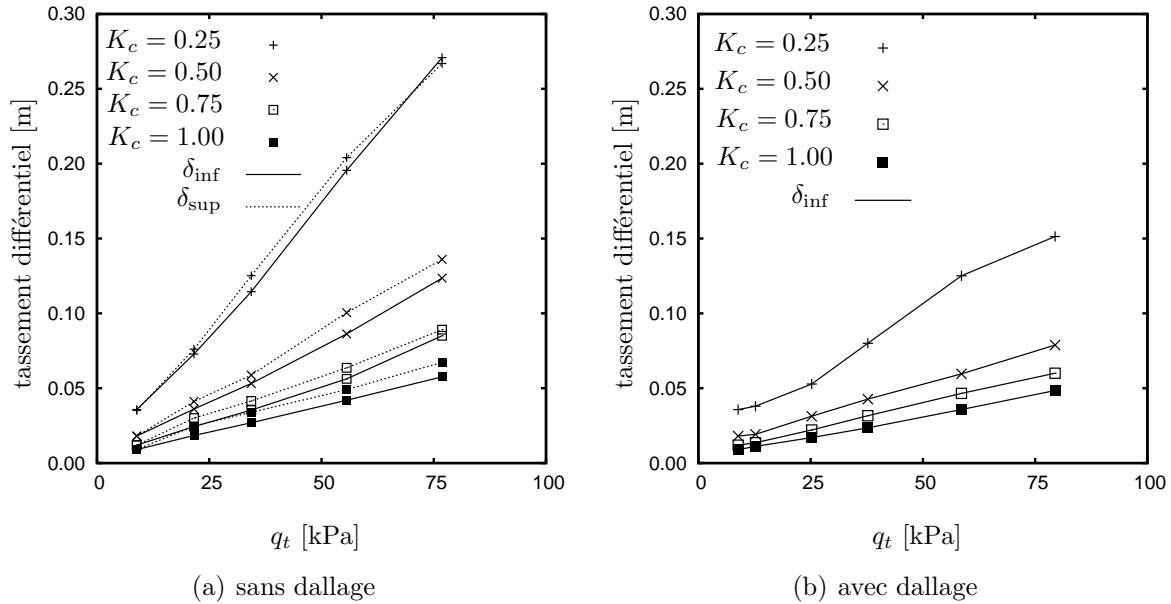 0.30
0.25
0.20
0.15
0.10
0.05
0.00
tassement différentiel [m]
K_c = 0.25
K_c = 0.50
K_c = 0.75
K_c = 1.00
δ_inf
δ_sup
0 25 50 75 100
q_t [kPa]
(a) sans dallage
0.30
0.25
0.20
0.15
0.10
0.05
0.00
tassement différentiel [m]
K_c = 0.25
K_c = 0.50
K_c = 0.75
K_c = 1.00
δ_inf
0 25 50 75 100
q_t [kPa]
(b) avec dallage